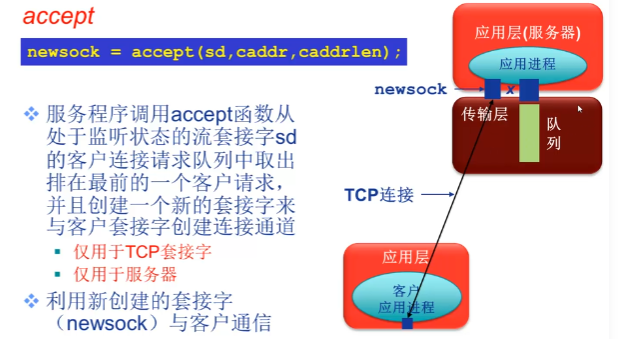 accept
newsock = accept(sd,caddr,caddrlen);
服务程序调用accept函数从
处于监听状态的流套接字sd
的客户连接请求队列中取出
排在最前的一个客户请求，
并且创建一个新的套接字来
与客户套接字创建连接通道
仅用于TCP套接字
仅用于服务器
利用新创建的套接字
（newsock）与客户通信
应用层(服务器)
应用进程
newsock
x
传输层
队
列
TCP连接
应用层
客户
应用进程